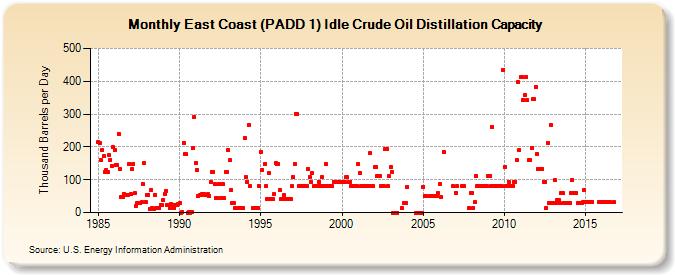 Monthly East Coast (PADD 1) Idle Crude Oil Distillation Capacity
Thousand Barrels per Day
500
400
300
200
100
0
1985 1990 1995 2000 2005 2010 2015
Source: U.S. Energy Information Administration